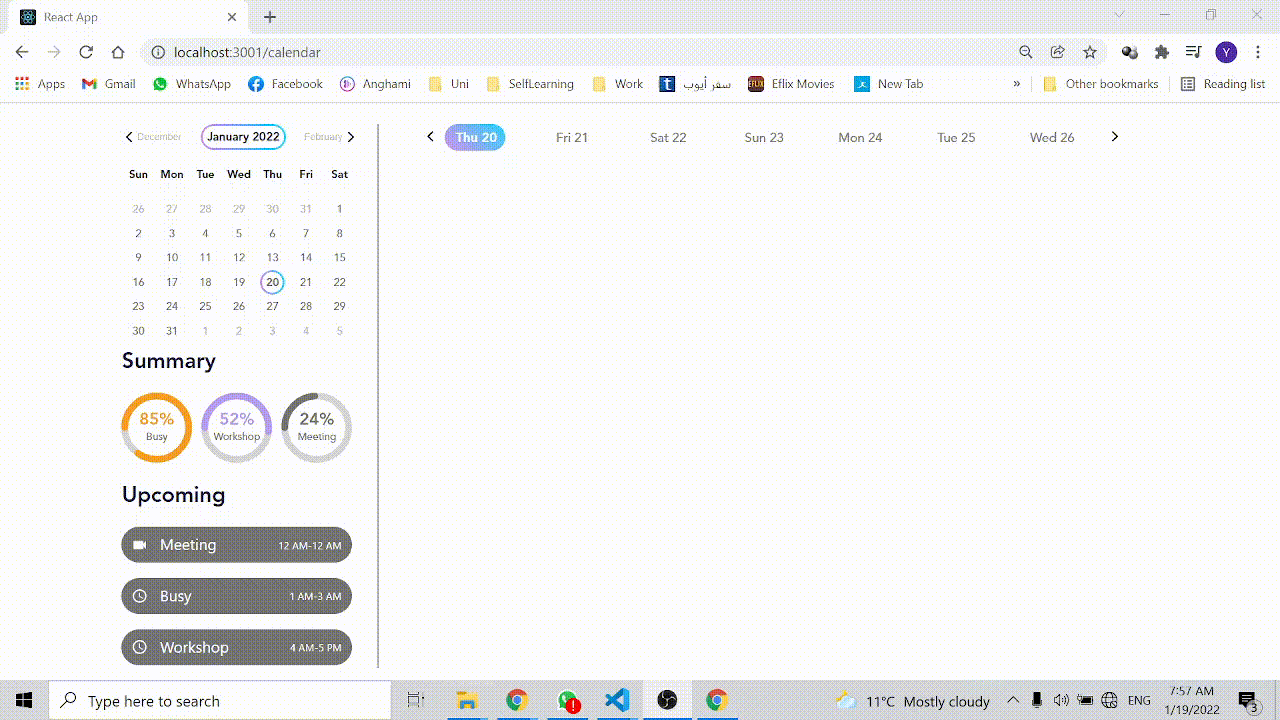 React App
localhost:3001/calendar
Apps Gmail WhatsApp Facebook Anghami Uni SelfLearning Work سفر أيوب Eflix Movies New Tab » Other bookmarks Reading list
December January 2022 February
Thu 20 Fri 21 Sat 22 Sun 23 Mon 24 Tue 25 Wed 26
Sun Mon Tue Wed Thu Fri Sat
26 27 28 29 30 31 1
2 3 4 5 6 7 8
9 10 11 12 13 14 15
16 17 18 19 20 21 22
23 24 25 26 27 28 29
30 31 1 2 3 4 5
Summary
85% 52% 24%
Busy Workshop Meeting
Upcoming
Meeting 12 AM-12 AM
Busy 1 AM-3 AM
Workshop 4 AM-5 PM
Type here to search
11°C Mostly cloudy
ENG
7:57 AM
1/19/2022
3